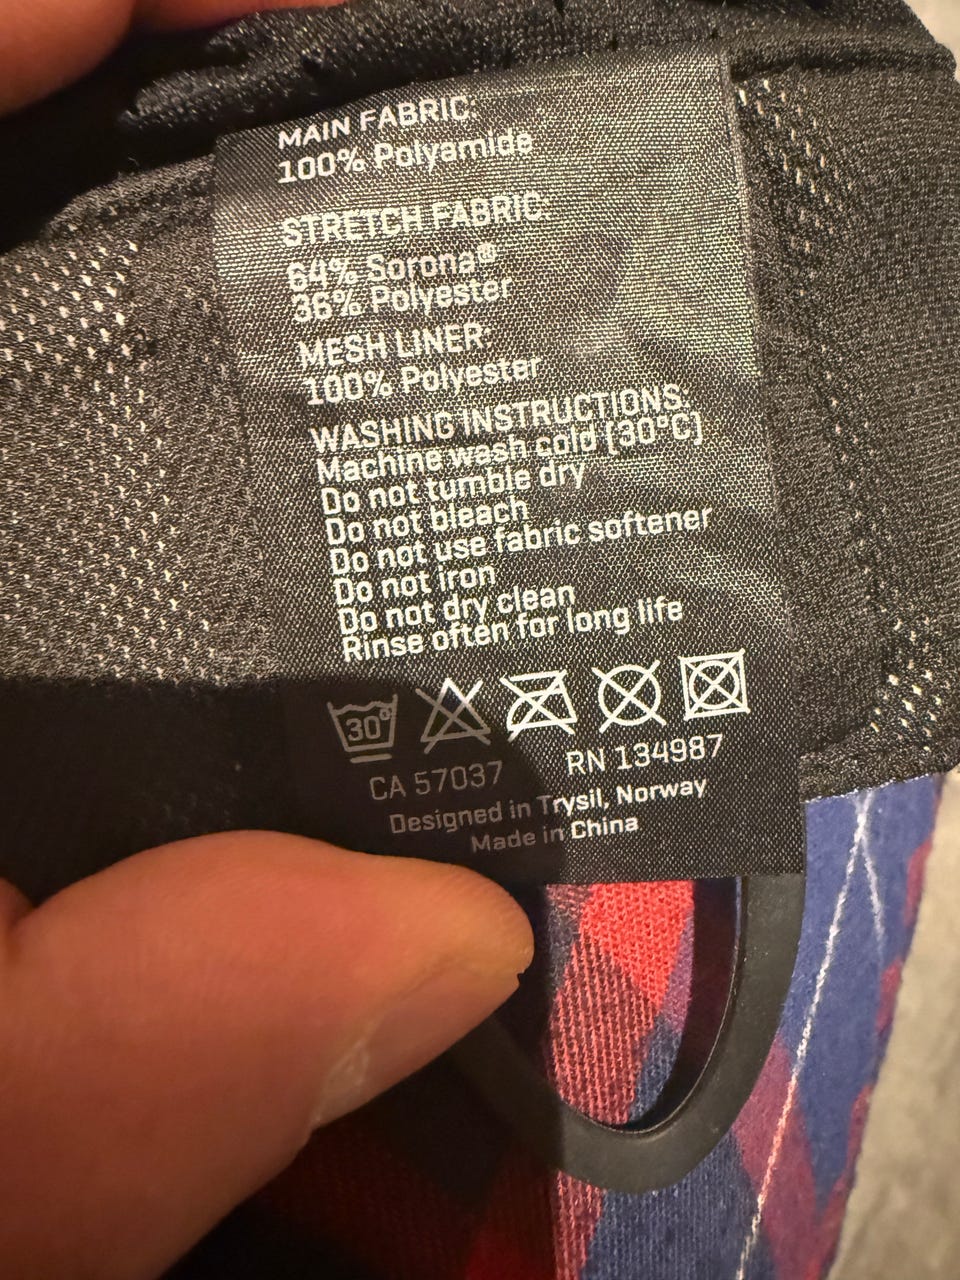 MAIN FABRIC:
100% Polyamide
STRETCH FABRIC:
64% Sorona®
36% Polyester
MESH LINER:
100% Polyester
WASHING INSTRUCTIONS:
Machine wash cold (30°C)
Do not tumble dry
Do not bleach
Do not use fabric softener
Do not iron
Do not dry clean
Rinse often for long life
30°
CA 57037 RN 134987
Designed in Trysil, Norway
Made in China